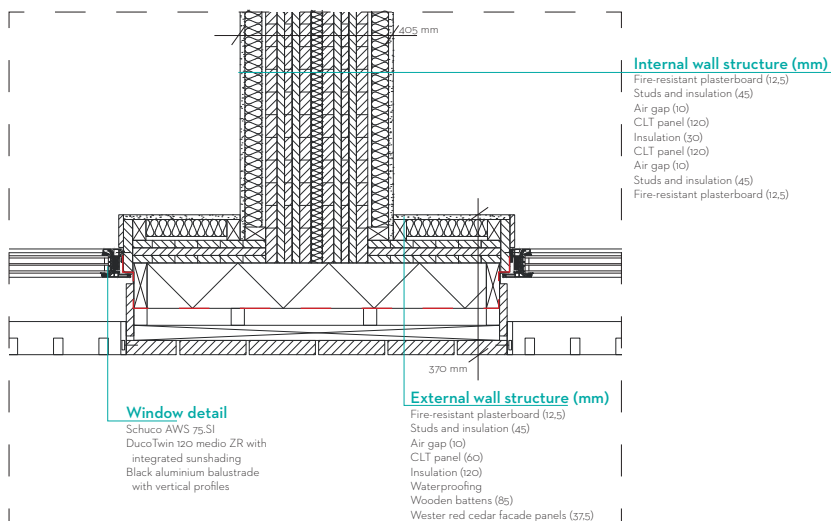 405 mm
Internal wall structure (mm)
Fire-resistant plasterboard (12,5)
Studs and insulation (45)
Air gap (10)
CLT panel (120)
Insulation (30)
CLT panel (120)
Air gap (10)
Studs and insulation (45)
Fire-resistant plasterboard (12,5)
370 mm
Window detail
Schuco AWS 75.SI
DucoTwin 120 medio ZR with
integrated sunshading
Black aluminium balustrade
with vertical profiles
External wall structure (mm)
Fire-resistant plasterboard (12,5)
Studs and insulation (45)
Air gap (10)
CLT panel (60)
Insulation (120)
Waterproofing
Wooden battens (85)
Wester red cedar facade panels (37,5)